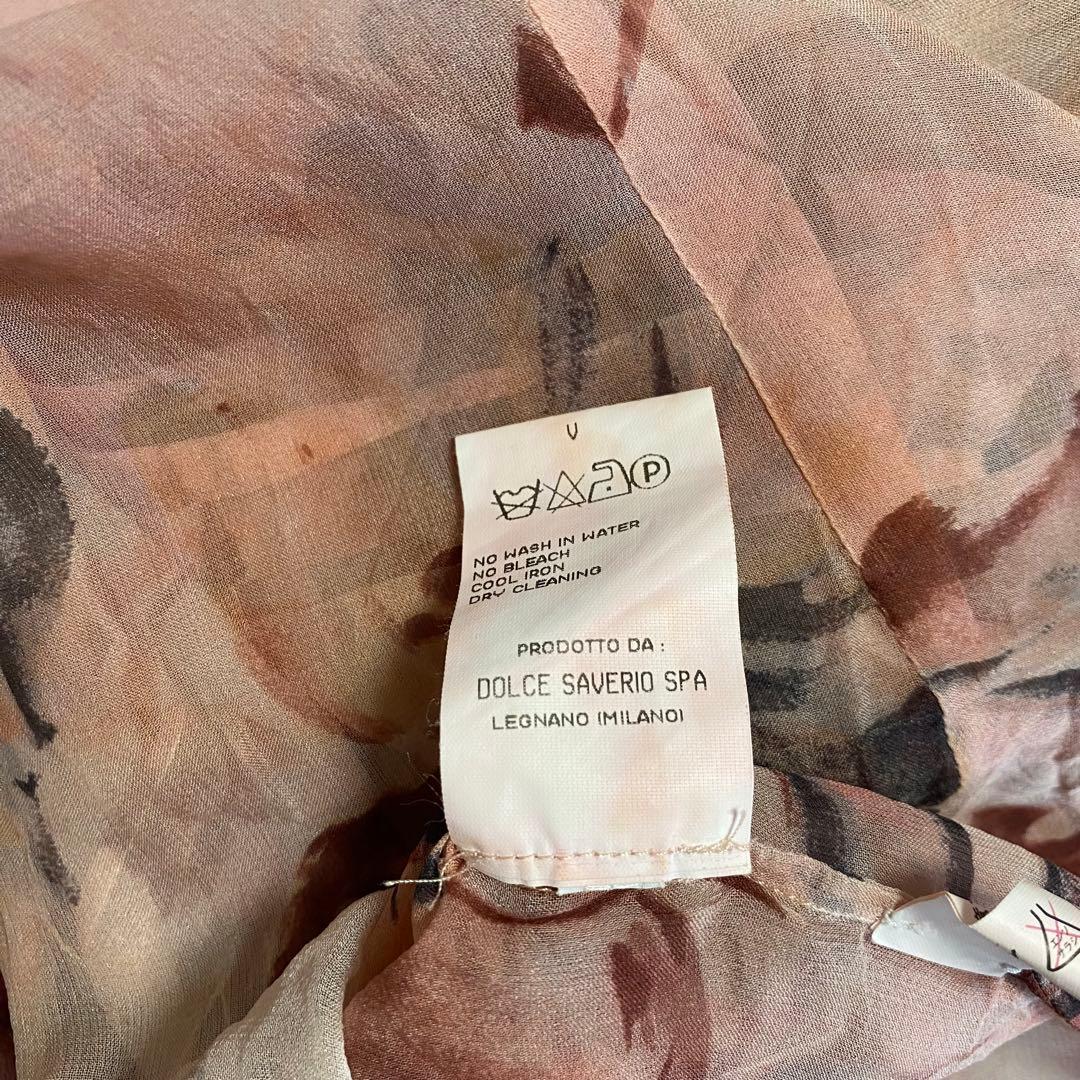 V
P
NO WASH IN WATER
NO BLEACH
COOL IRON
DRY CLEANING
PRODOTTO DA :
DOLCE SAVERIO SPA
LEGNANO (MILANO)